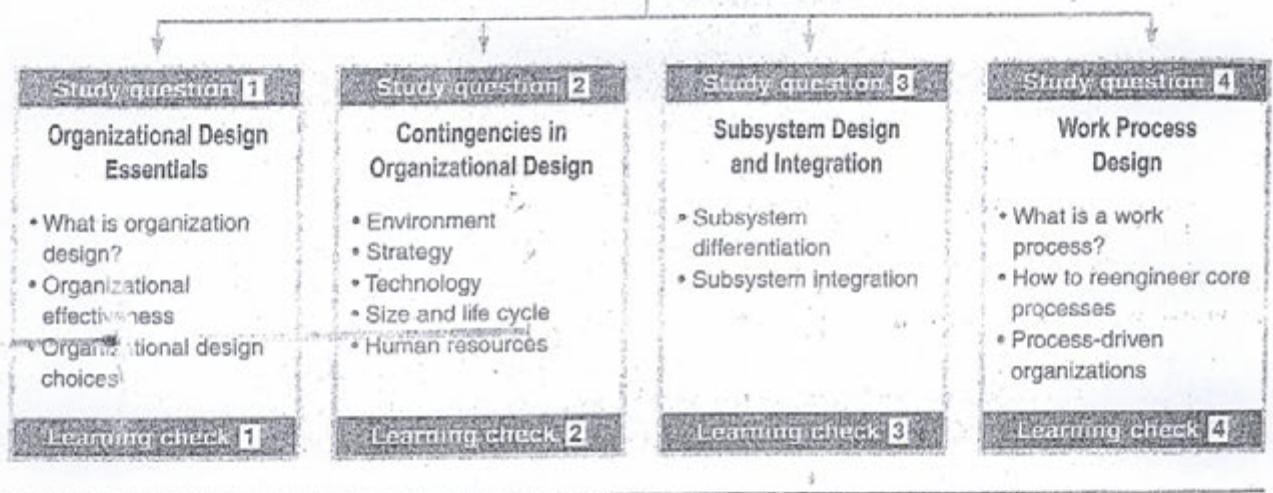 Study question 1
Organizational Design
Essentials
• What is organization
design?
• Organizational
effectiveness
• Organizational design
choices
Learning check 1
Study question 2
Contingencies in
Organizational Design
• Environment
• Strategy
• Technology
• Size and life cycle
• Human resources
Learning check 2
Study question 3
Subsystem Design
and Integration
• Subsystem
differentiation
• Subsystem integration
Learning check 3
Study question 4
Work Process
Design
• What is a work
process?
• How to reengineer core
processes
• Process-driven
organizations
Learning check 4